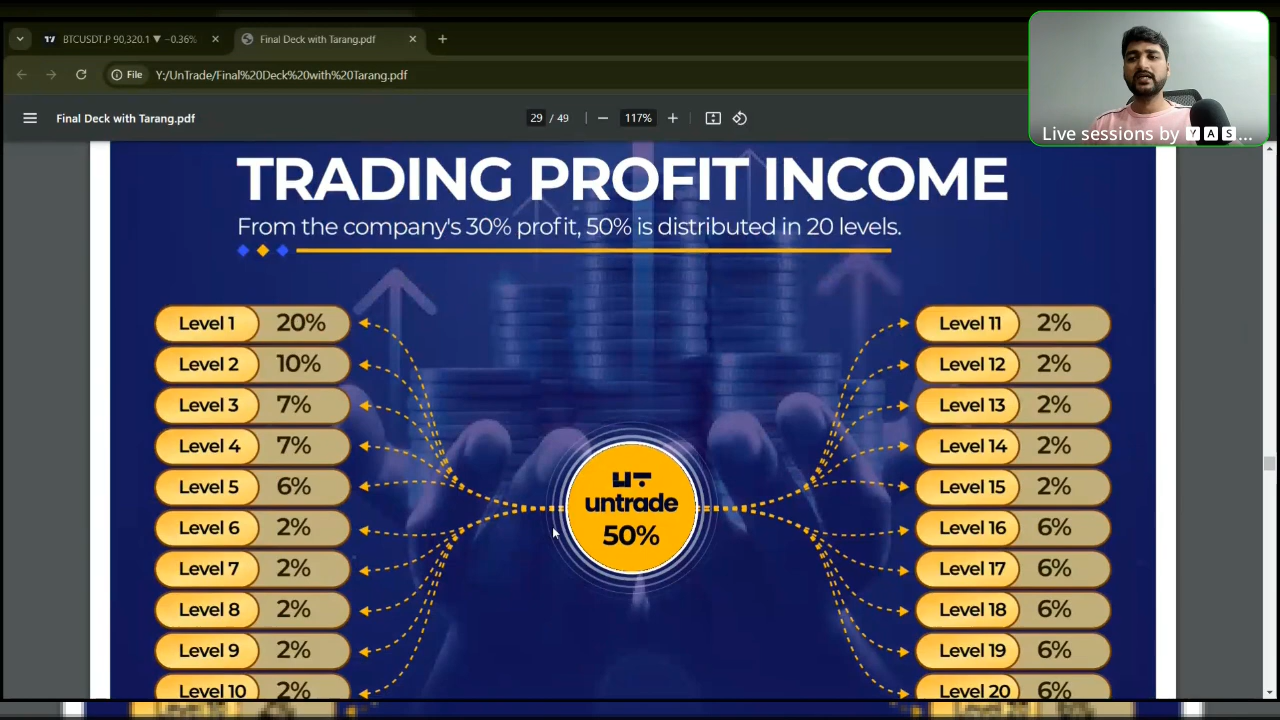 BTCUSDT.P 90,320.1 ▼ −0.36%
Final Deck with Tarang.pdf
File
Y:/UnTrade/Final%20Deck%20with%20Tarang.pdf
Final Deck with Tarang.pdf
29 / 49
117%
Live sessions by 🆈 🅰 🆂...
TRADING PROFIT INCOME
From the company's 30% profit, 50% is distributed in 20 levels.
Level 1 20%
Level 2 10%
Level 3 7%
Level 4 7%
Level 5 6%
Level 6 2%
Level 7 2%
Level 8 2%
Level 9 2%
Level 10 2%
untrade
50%
Level 11 2%
Level 12 2%
Level 13 2%
Level 14 2%
Level 15 2%
Level 16 6%
Level 17 6%
Level 18 6%
Level 19 6%
Level 20 6%